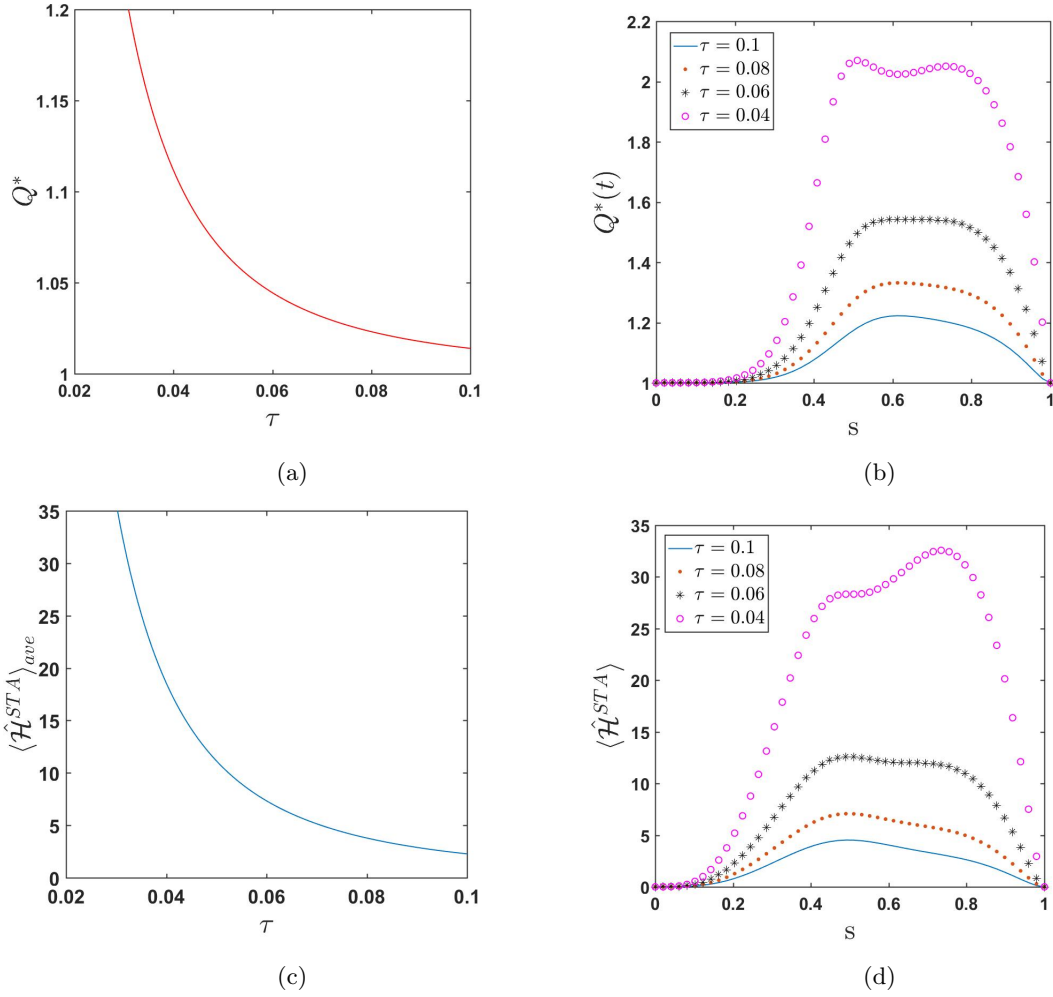 1.2
1.15
1.1
1.05
1
Q*
0.02 0.04 0.06 0.08 0.1
τ
(a)
2.2
2
1.8
1.6
1.4
1.2
1
Q*(t)
τ = 0.1
τ = 0.08
τ = 0.06
τ = 0.04
0 0.2 0.4 0.6 0.8 1
s
(b)
35
30
25
20
15
10
5
0
⟨Ĥ^{STA}⟩_{ave}
0.02 0.04 0.06 0.08 0.1
τ
(c)
35
30
25
20
15
10
5
0
⟨Ĥ^{STA}⟩
τ = 0.1
τ = 0.08
τ = 0.06
τ = 0.04
0 0.2 0.4 0.6 0.8 1
s
(d)